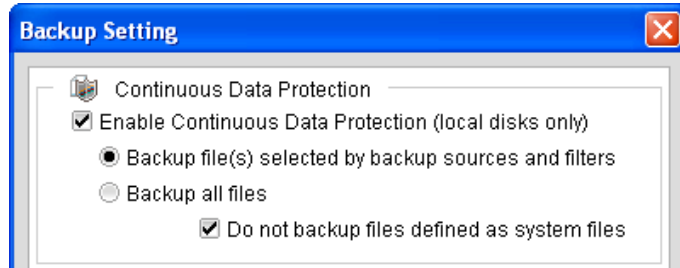 Backup Setting
Continuous Data Protection
Enable Continuous Data Protection (local disks only)
Backup file(s) selected by backup sources and filters
Backup all files
Do not backup files defined as system files